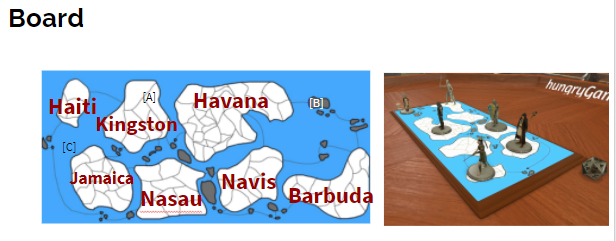 Board
Haiti
[A]
Kingston
Havana
[B]
[C]
Jamaica
Nasau
Navis
Barbuda
hungryGam